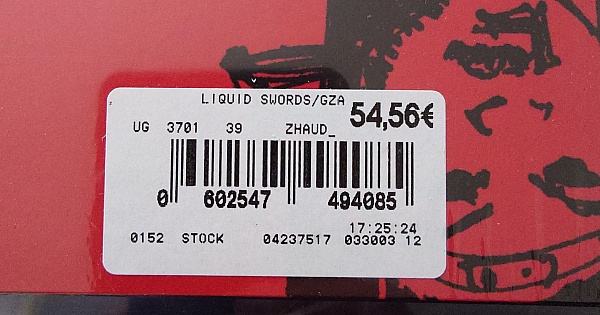 LIQUID SWORDS/GZA 54,56€
UG 3701 39 ZHAUD_
0 602547 494085
17:25:24
0152 STOCK 04237517 033003 12